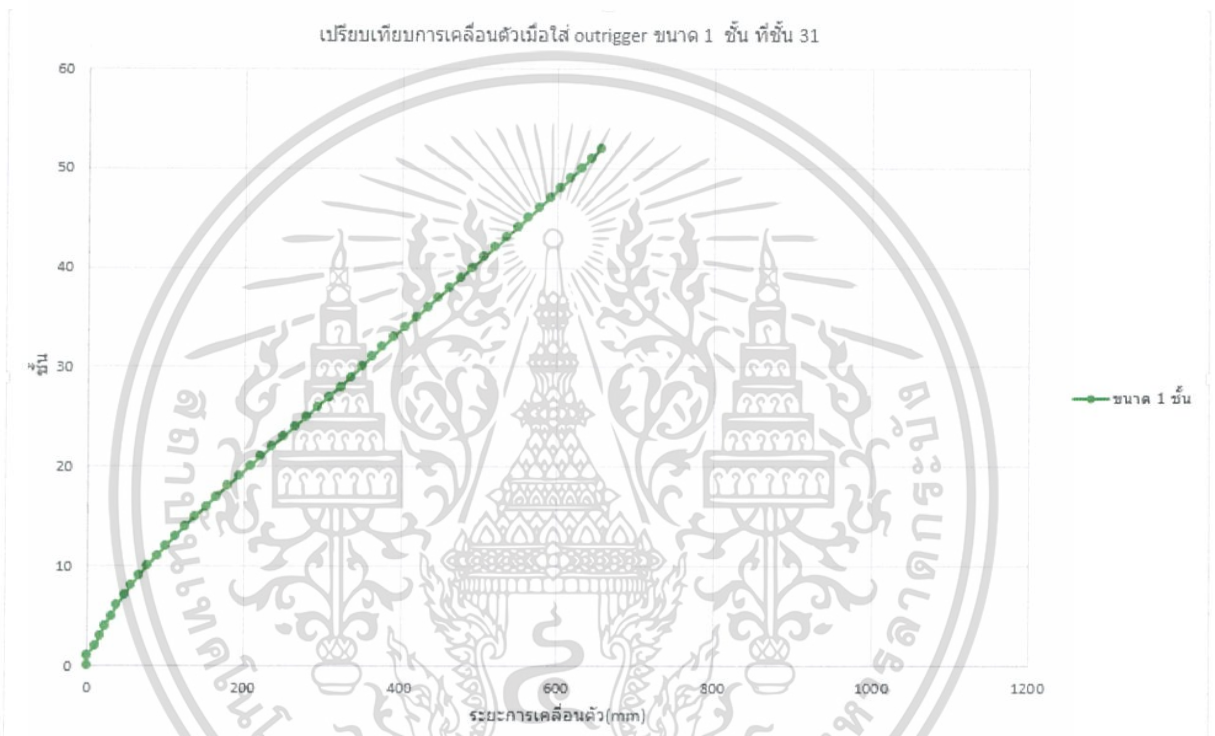 เปรียบเทียบการเคลื่อนตัวเมื่อใส่ outrigger ขนาด 1 ชั้น ที่ชั้น 31
60
50
40
30
20
10
0
ชั้น
0 200 400 600 800 1000 1200
ระยะการเคลื่อนตัว(mm)
ขนาด 1 ชั้น